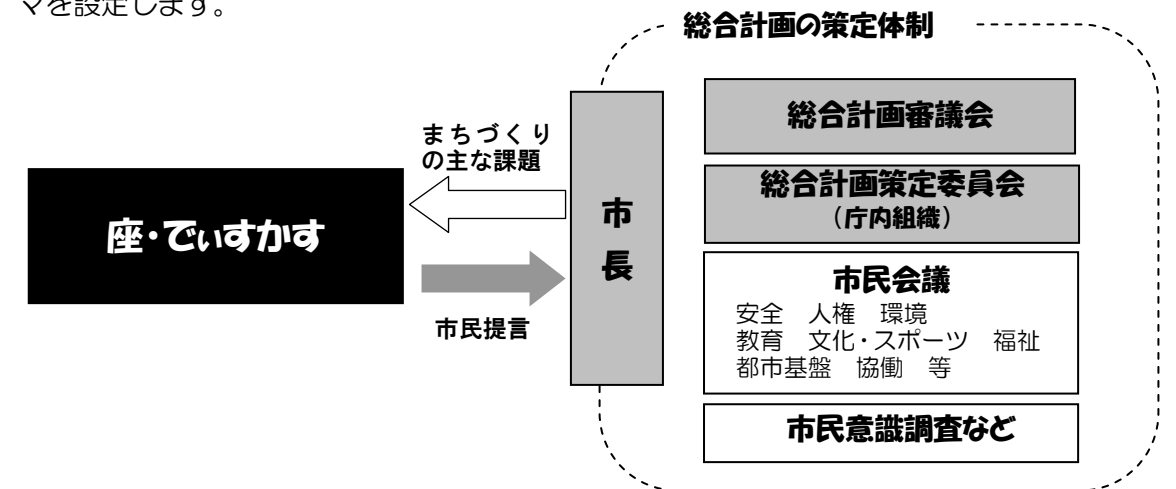 マを設定します。
総合計画の策定体制
まちづくり
の主な課題
座・でぃすかす
市民提言
市
長
総合計画審議会
総合計画策定委員会
（庁内組織）
市民会議
安全　人権　環境
教育　文化・スポーツ　福祉
都市基盤　協働　等
市民意識調査など